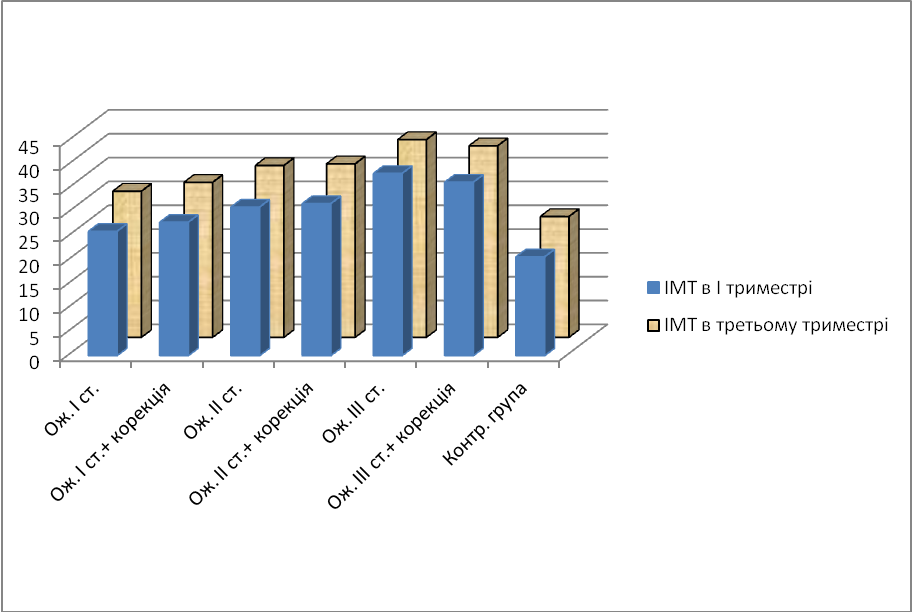 45
40
35
30
25
20
15
10
5
0
Ож. І ст.
Ож. І ст.+ корекція
Ож. ІІ ст.
Ож. ІІ ст.+ корекція
Ож. ІІІ ст.
Ож. ІІІ ст.+ корекція
Контр. група
ІМТ в І триместрі
ІМТ в третьому триместрі